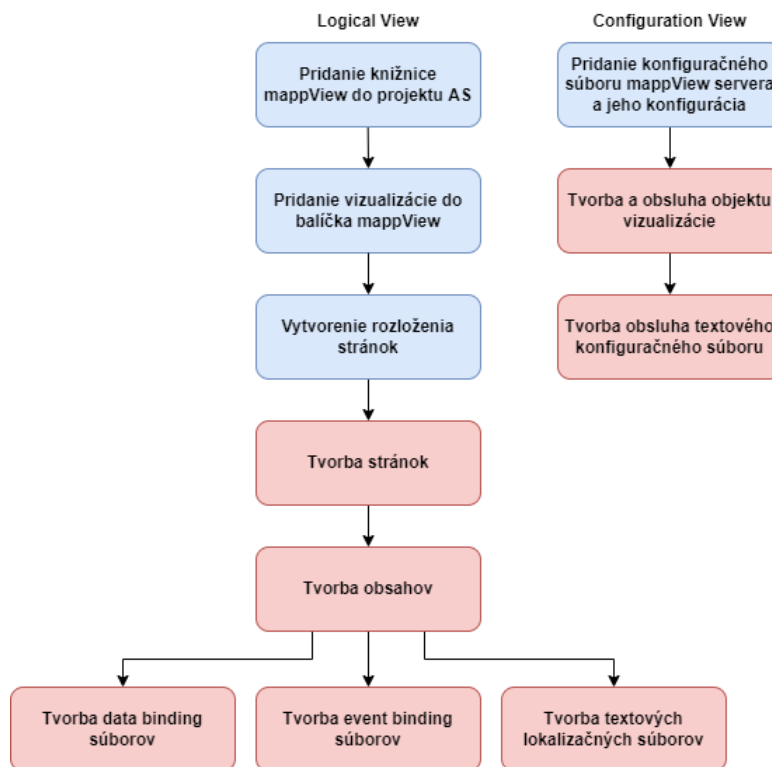 Logical View
Pridanie knižnice
mappView do projektu AS
Pridanie vizualizácie do
balíčka mappView
Vytvorenie rozloženia
stránok
Tvorba stránok
Tvorba obsahov
Tvorba data binding
súborov
Tvorba event binding
súborov
Tvorba textových
lokalizačných súborov
Configuration View
Pridanie konfiguračného
súboru mappView servera
a jeho konfigurácia
Tvorba a obsluha objektu
vizualizácie
Tvorba obsluha textového
konfiguračného súboru